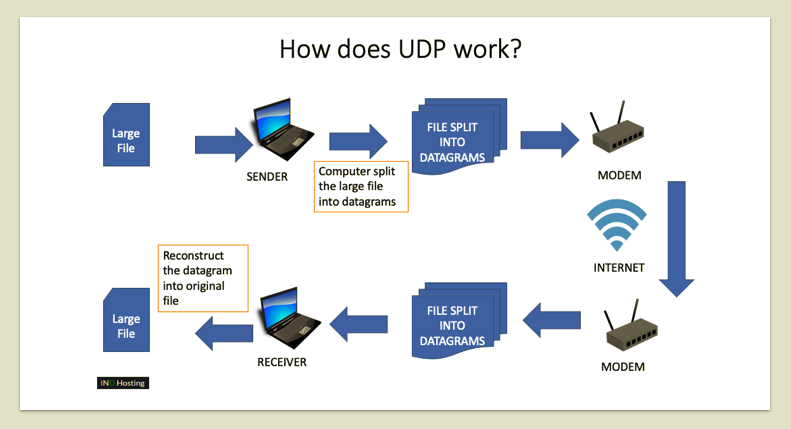 How does UDP work?
Large
File
SENDER
Computer split
the large file
into datagrams
FILE SPLIT
INTO
DATAGRAMS
MODEM
INTERNET
MODEM
FILE SPLIT
INTO
DATAGRAMS
RECEIVER
Reconstruct
the datagram
into original
file
Large
File
INO Hosting